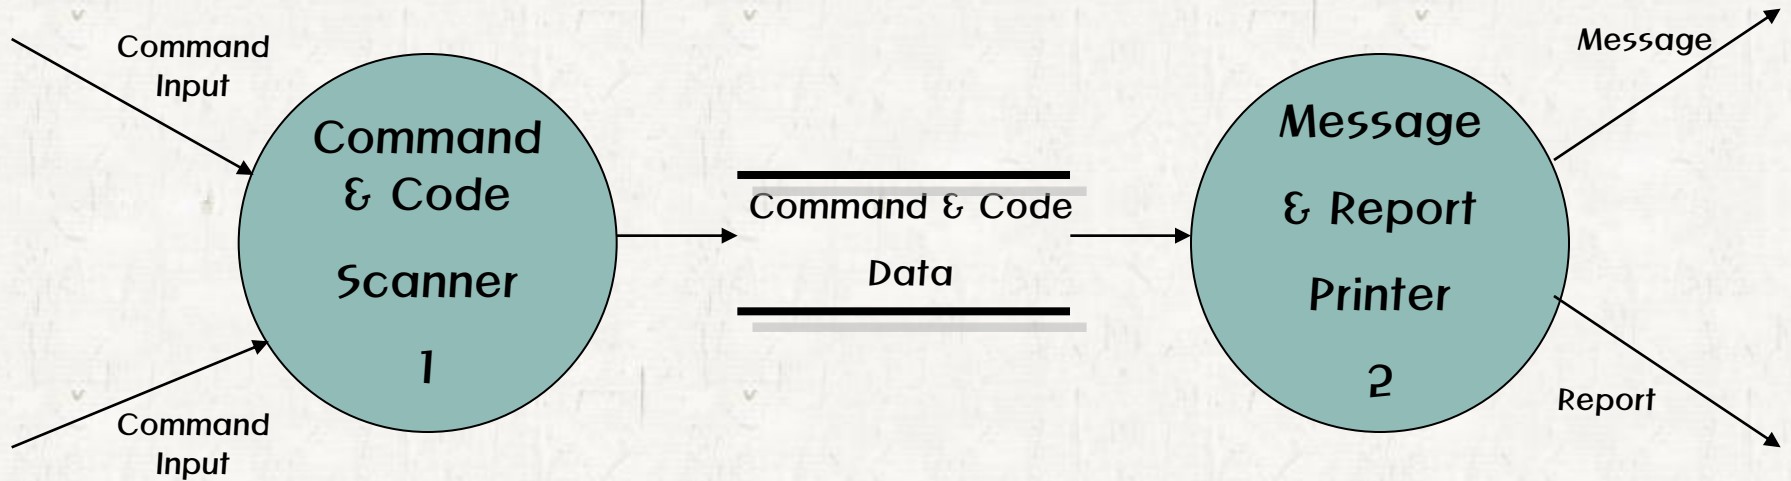 Command
Input
Command
& Code
Scanner
1
Command
Input
Command & Code
Data
Message
& Report
Printer
2
Message
Report